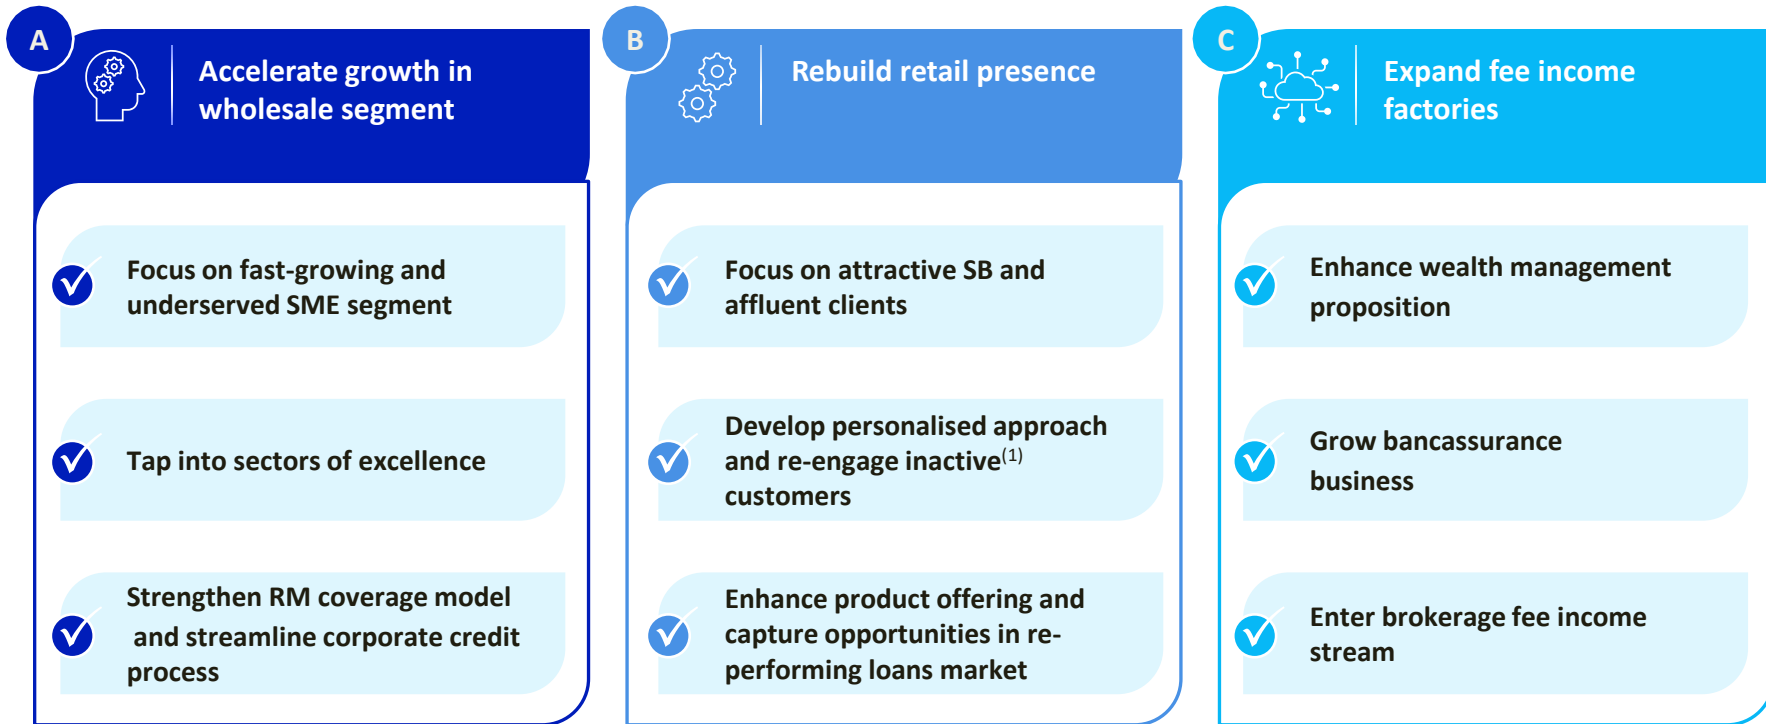 A
Accelerate growth in
wholesale segment
Focus on fast-growing and
underserved SME segment
Tap into sectors of excellence
Strengthen RM coverage model
and streamline corporate credit
process
B
Rebuild retail presence
Focus on attractive SB and
affluent clients
Develop personalised approach
and re-engage inactive(1)
customers
Enhance product offering and
capture opportunities in re-
performing loans market
C
Expand fee income
factories
Enhance wealth management
proposition
Grow bancassurance
business
Enter brokerage fee income
stream